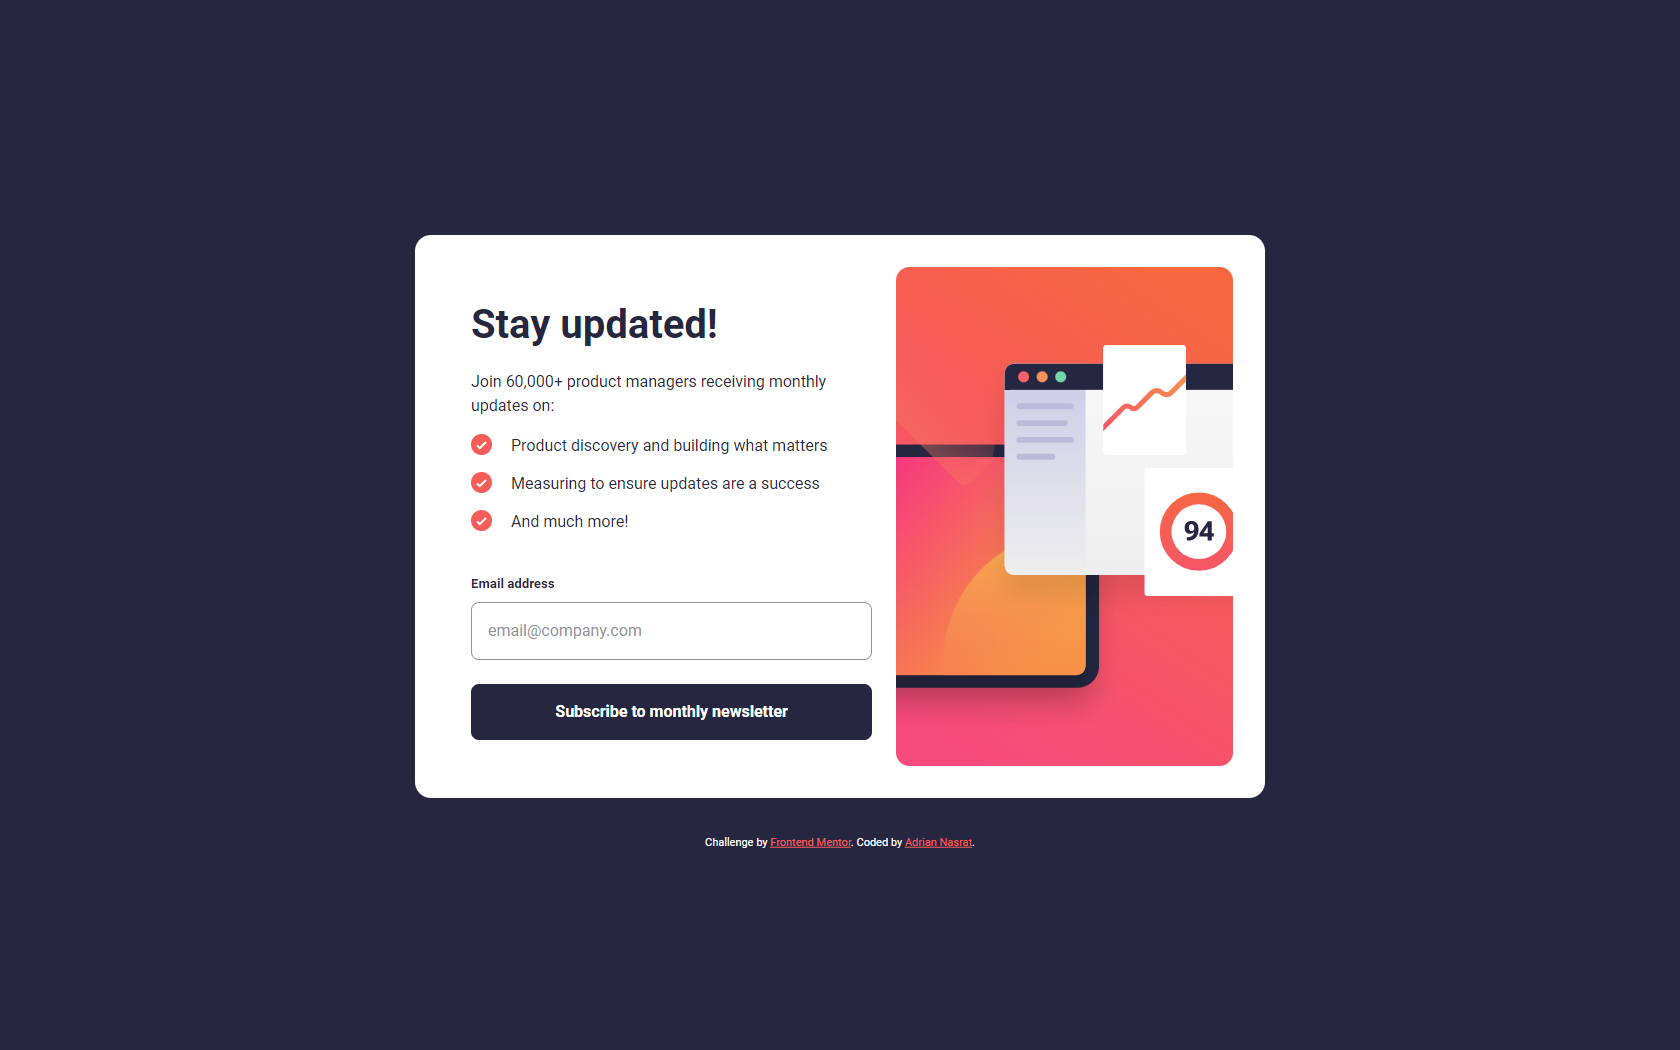 Stay updated!
Join 60,000+ product managers receiving monthly
updates on:
Product discovery and building what matters
Measuring to ensure updates are a success
And much more!
Email address
email@company.com
Subscribe to monthly newsletter
94
Challenge by Frontend Mentor. Coded by Adrian Nasrat.